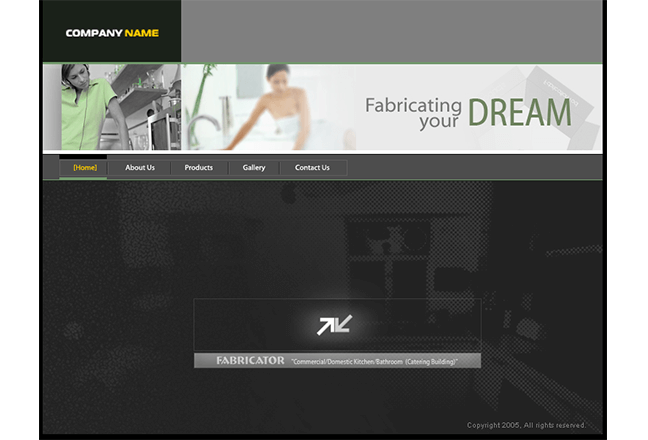 COMPANY NAME
Fabricating
your DREAM
[Home] About Us Products Gallery Contact Us
FABRICATOR "Commercial/Domestic Kitchen/Bathroom (Catering Building)"
Copyright 2005, All rights reserved.